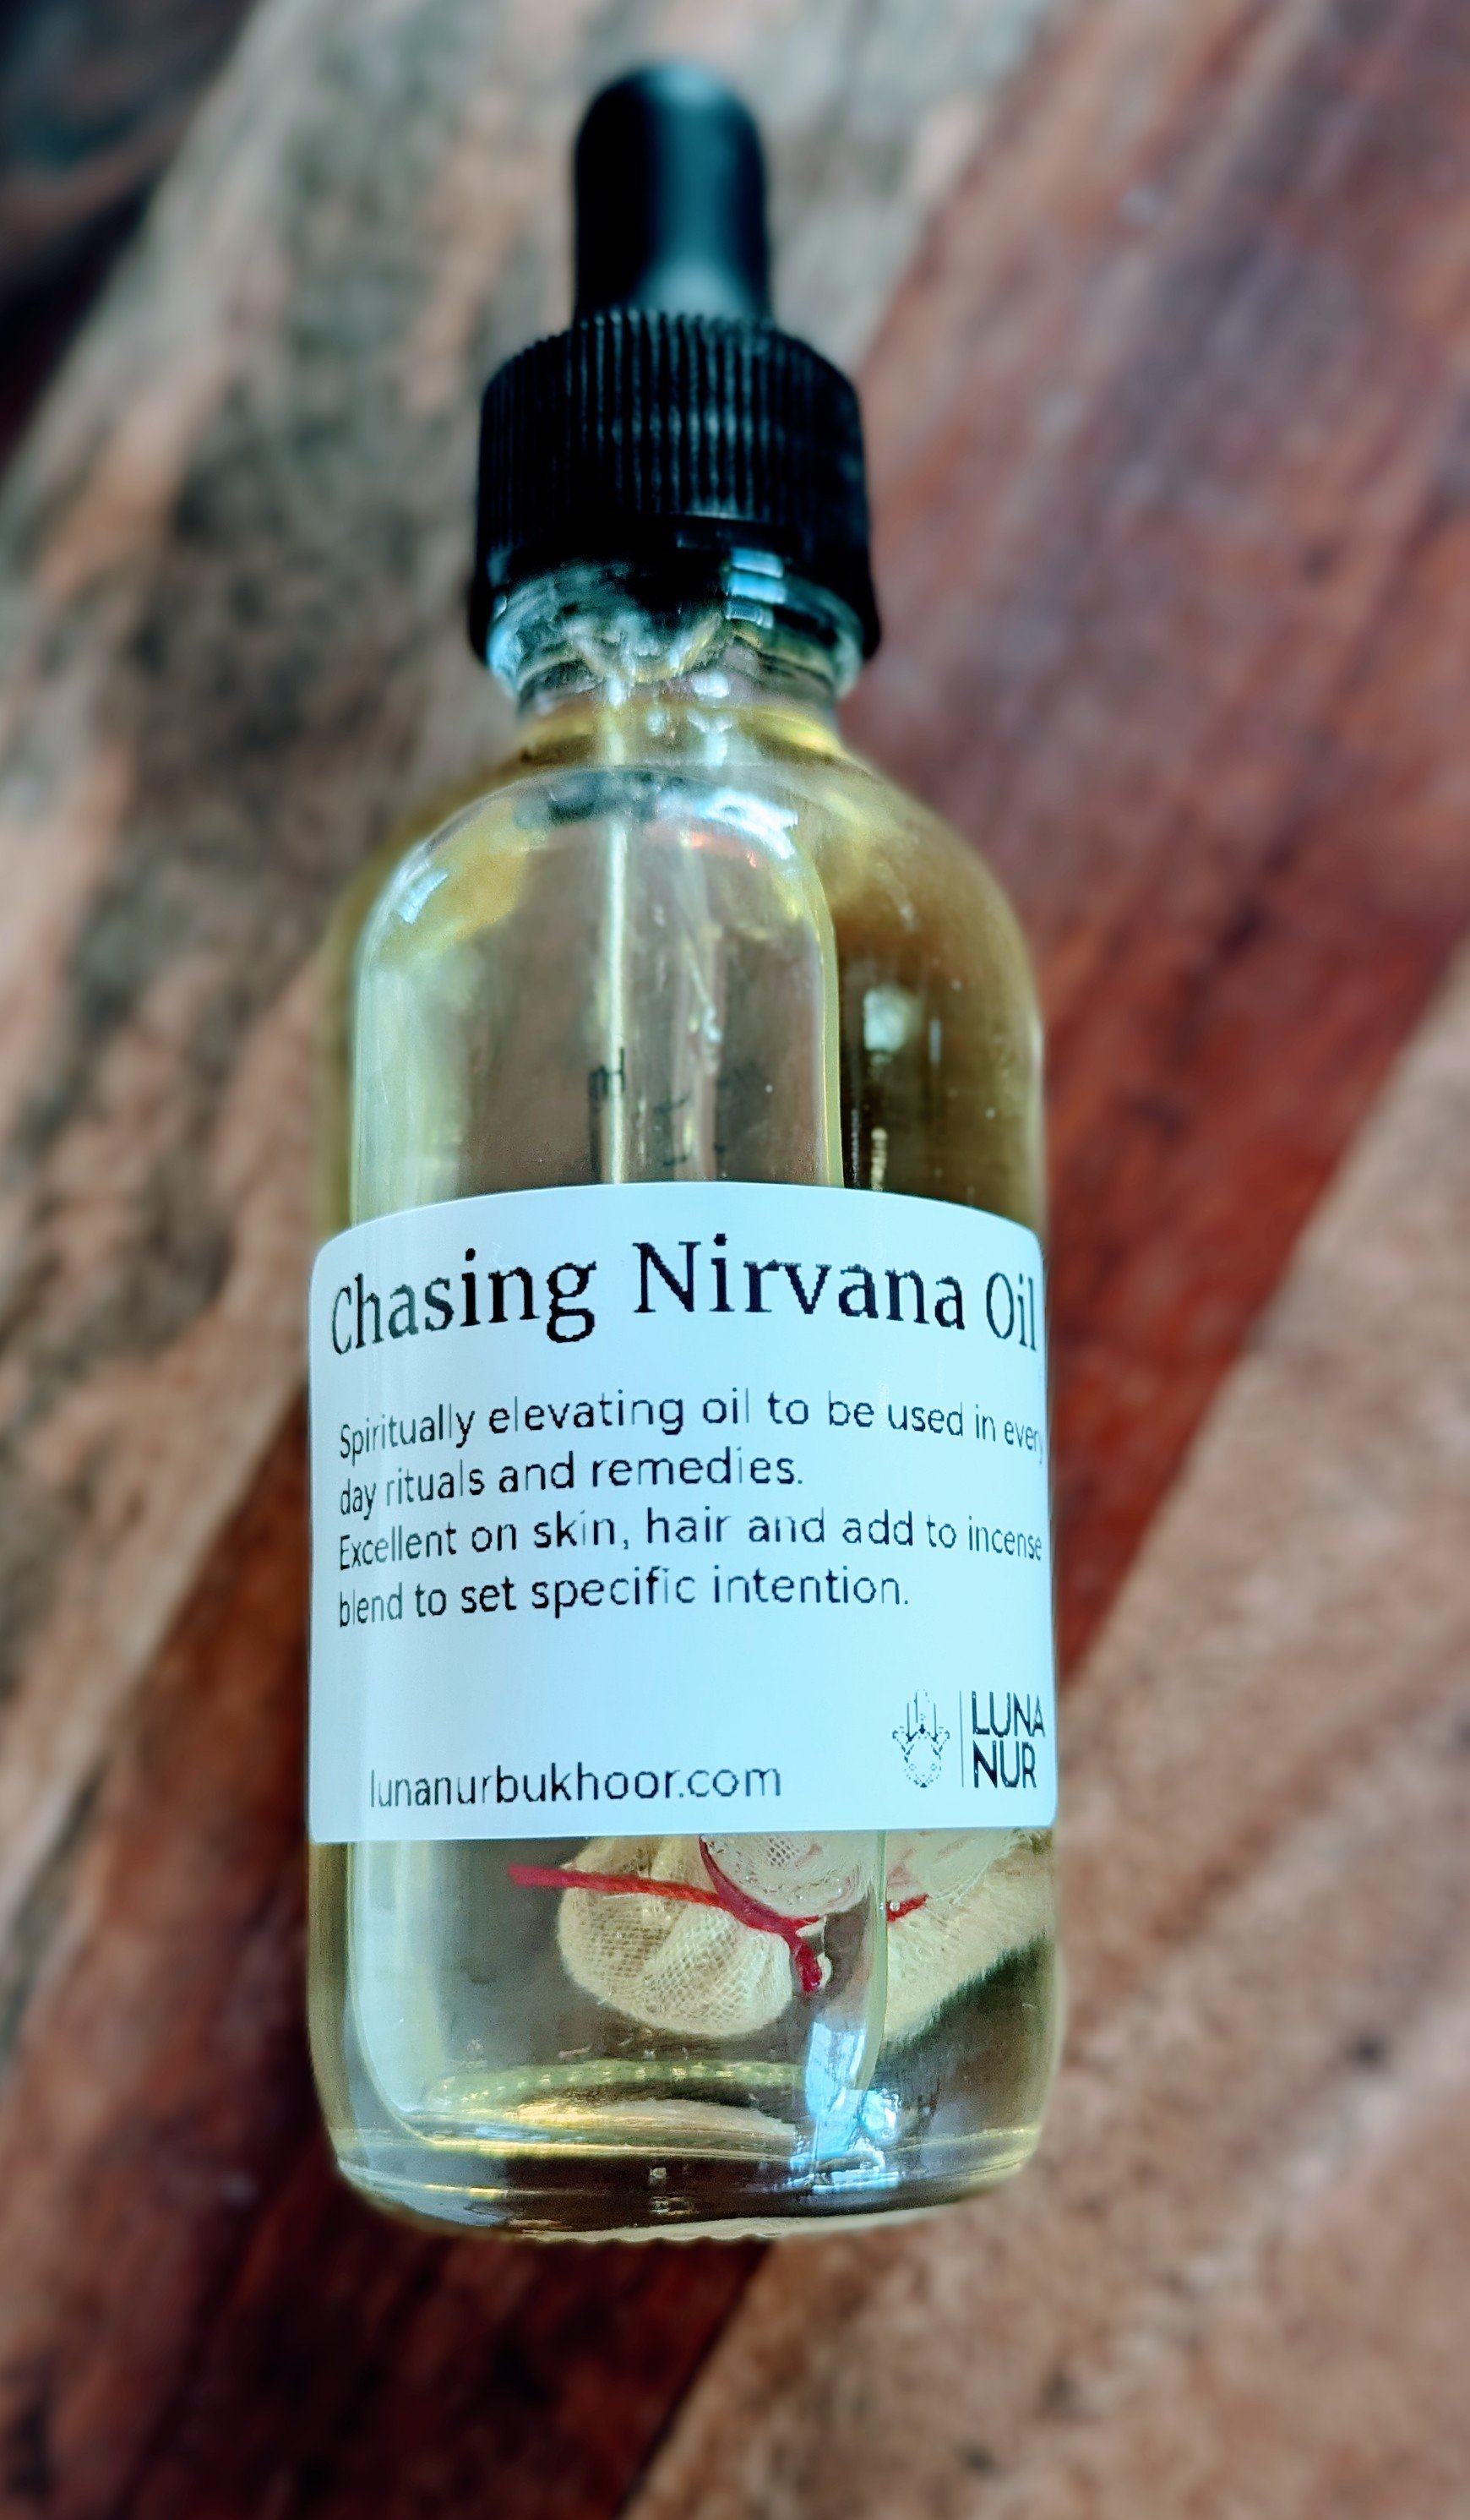 Chasing Nirvana Oil
Spiritually elevating oil to be used in every
day rituals and remedies.
Excellent on skin, hair and add to incense
blend to set specific intention.
LUNA
NUR
lunanurbukhoor.com